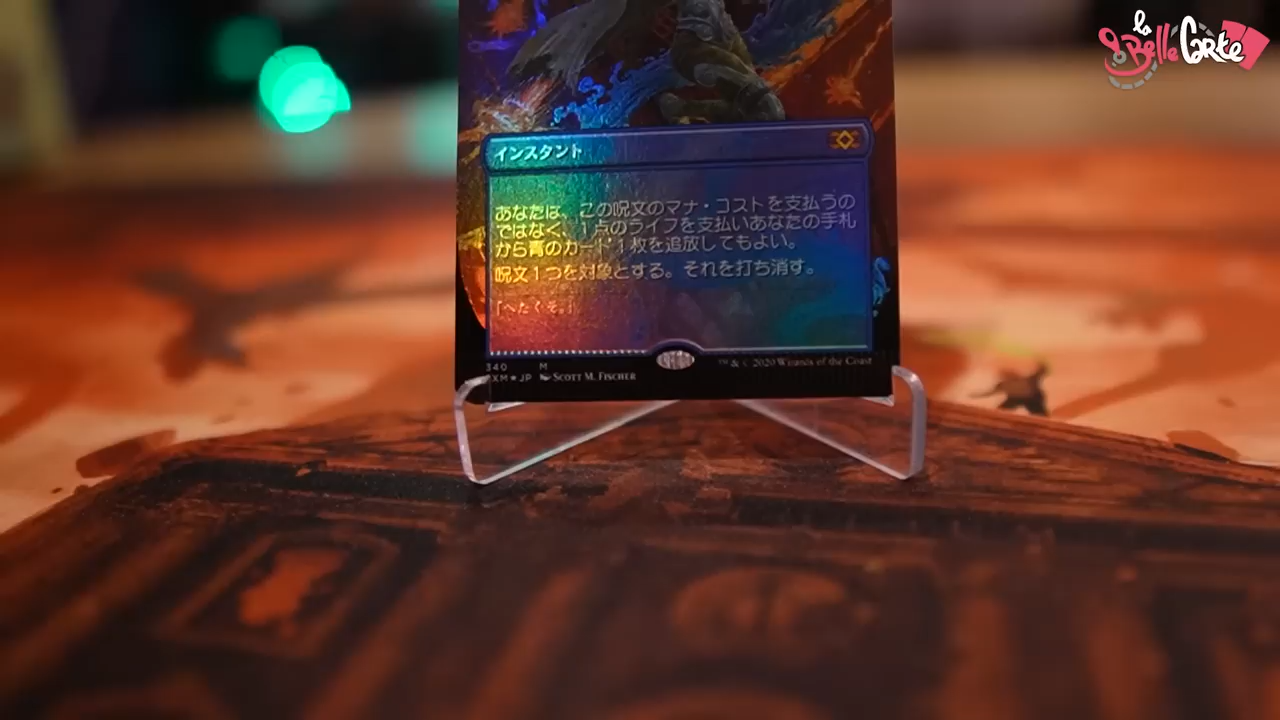 la Belle Carte
インスタント
あなたは、この呪文のマナ・コストを支払うの
ではなく、1点のライフを支払いあなたの手札
から青のカード1枚を追放してもよい。
呪文1つを対象とする。それを打ち消す。
「へたくそ。」
340 M
2XM★JP SCOTT M. FISCHER
™ & © 2020 Wizards of the Coast